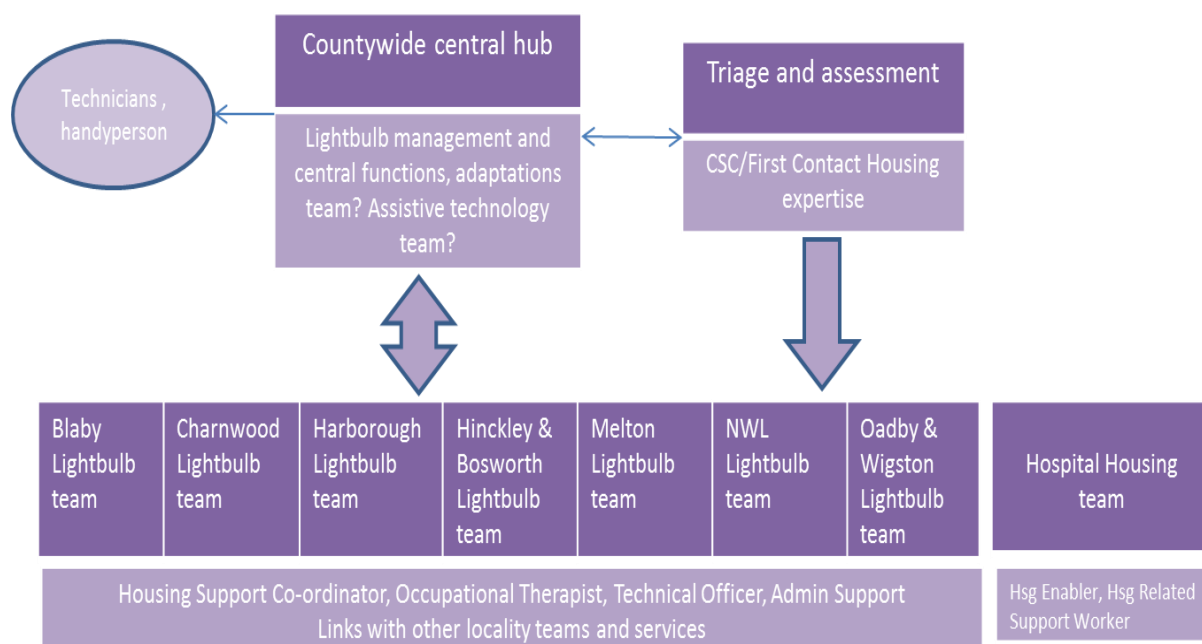 Countywide central hub
Triage and assessment
Technicians ,
handyperson
Lightbulb management and
central functions, adaptations
team? Assistive technology
team?
CSC/First Contact Housing
expertise
Blaby
Lightbulb
team
Charnwood
Lightbulb
team
Harborough
Lightbulb
team
Hinckley &
Bosworth
Lightbulb
team
Melton
Lightbulb
team
NWL
Lightbulb
team
Oadby &
Wigston
Lightbulb
team
Hospital Housing
team
Housing Support Co-ordinator, Occupational Therapist, Technical Officer, Admin Support
Links with other locality teams and services
Hsg Enabler, Hsg Related
Support Worker